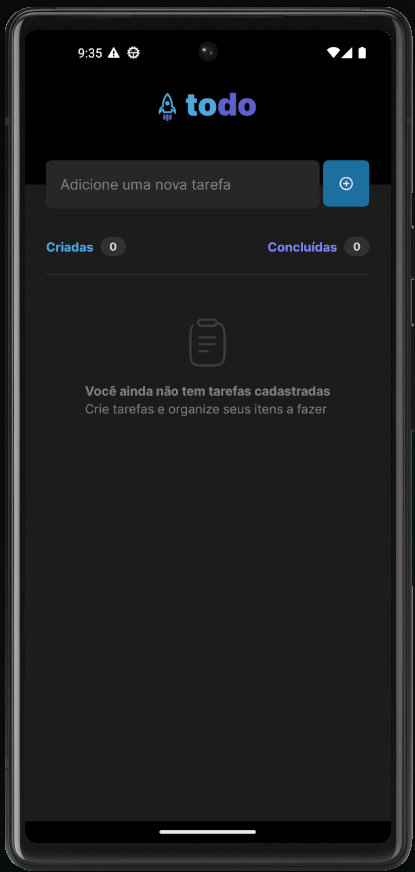 9:35
todo
Adicione uma nova tarefa
Criadas 0
Concluídas 0
Você ainda não tem tarefas cadastradas
Crie tarefas e organize seus itens a fazer